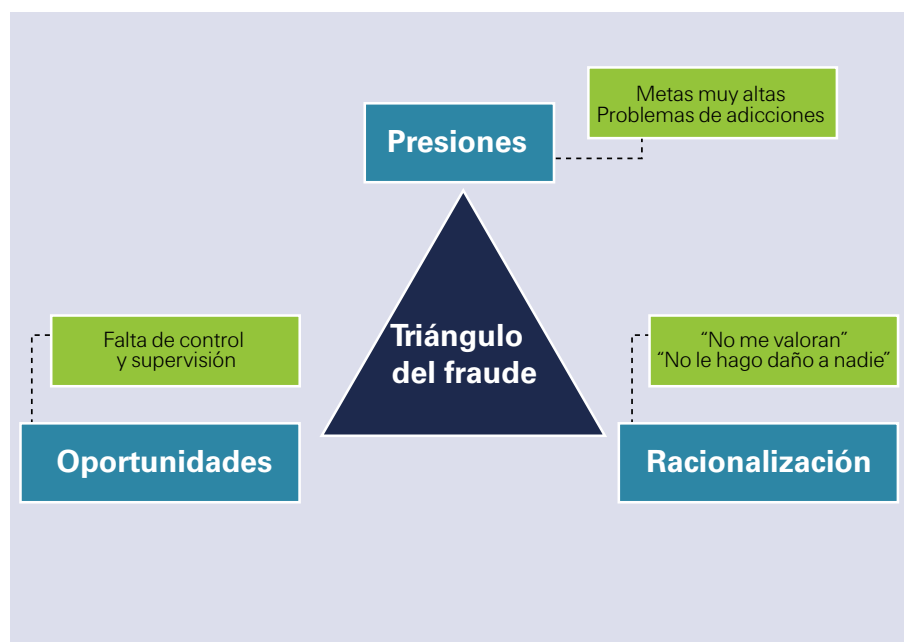 Metas muy altas
Problemas de adicciones
Presiones
Triángulo
del fraude
Falta de control
y supervisión
Oportunidades
“No me valoran”
“No le hago daño a nadie”
Racionalización